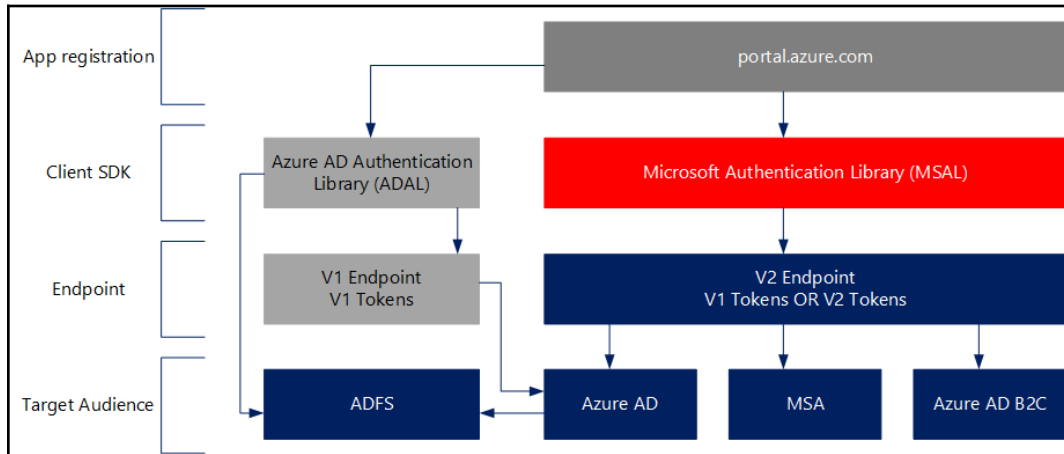 App registration
portal.azure.com
Client SDK
Azure AD Authentication
Library (ADAL)
Microsoft Authentication Library (MSAL)
Endpoint
V1 Endpoint
V1 Tokens
V2 Endpoint
V1 Tokens OR V2 Tokens
Target Audience
ADFS
Azure AD
MSA
Azure AD B2C